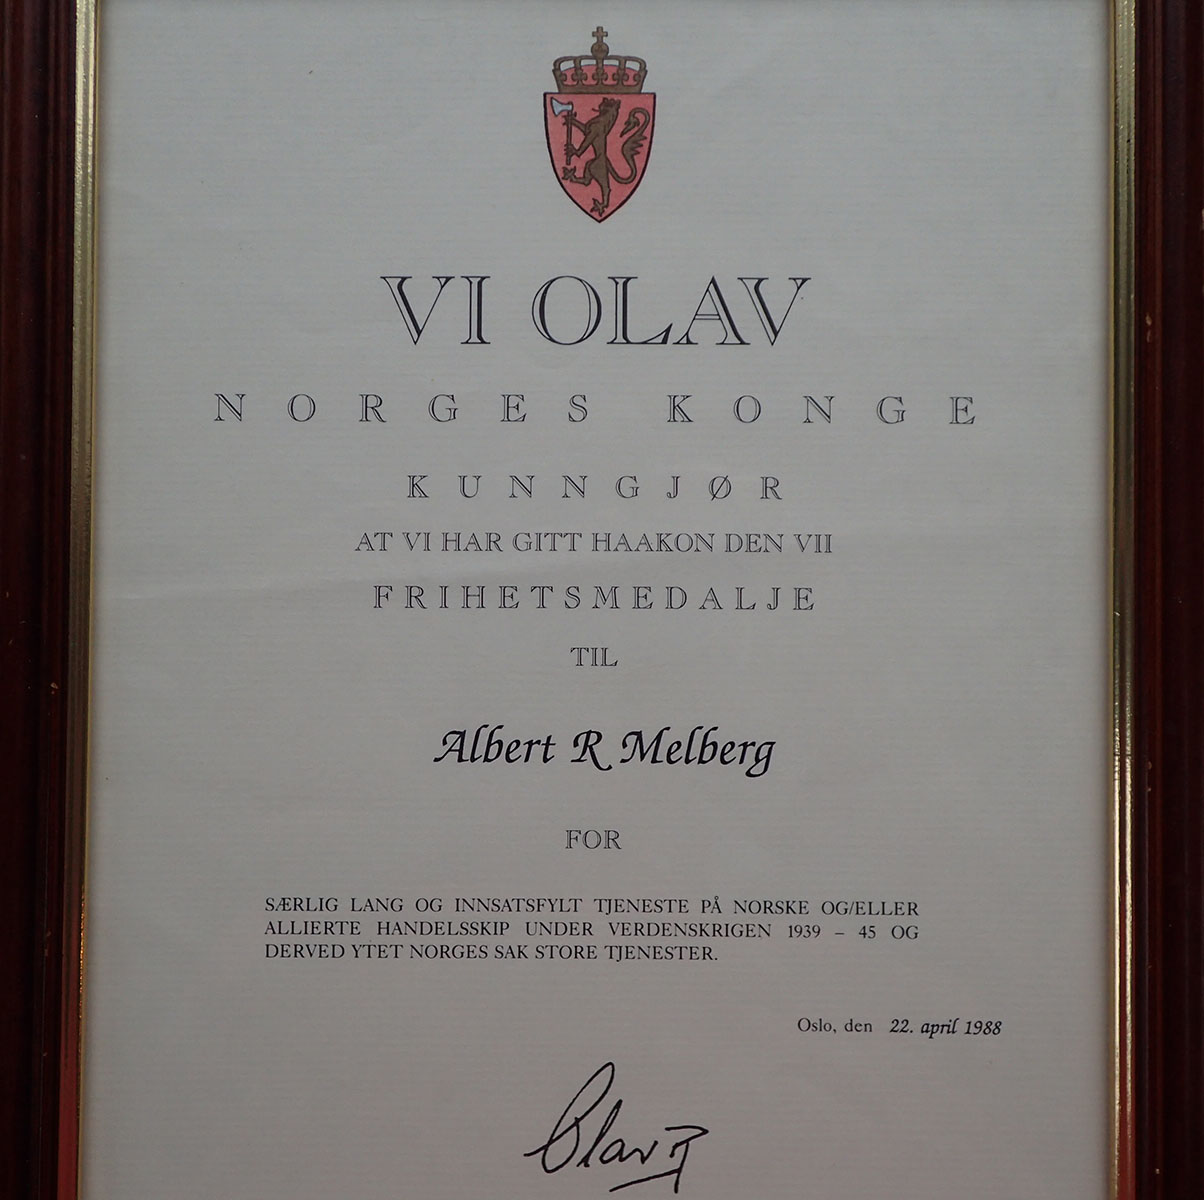 VI OLAV
NORGES KONGE
KUNNGJØR
AT VI HAR GITT HAAKON DEN VII
FRIHETSMEDALJE
TIL
Albert R Melberg
FOR
SÆRLIG LANG OG INNSATSFYLT TJENESTE PÅ NORSKE OG/ELLER
ALLIERTE HANDELSSKIP UNDER VERDENSKRIGEN 1939 – 45 OG
DERVED YTET NORGES SAK STORE TJENESTER.
Oslo, den 22. april 1988
Olav R